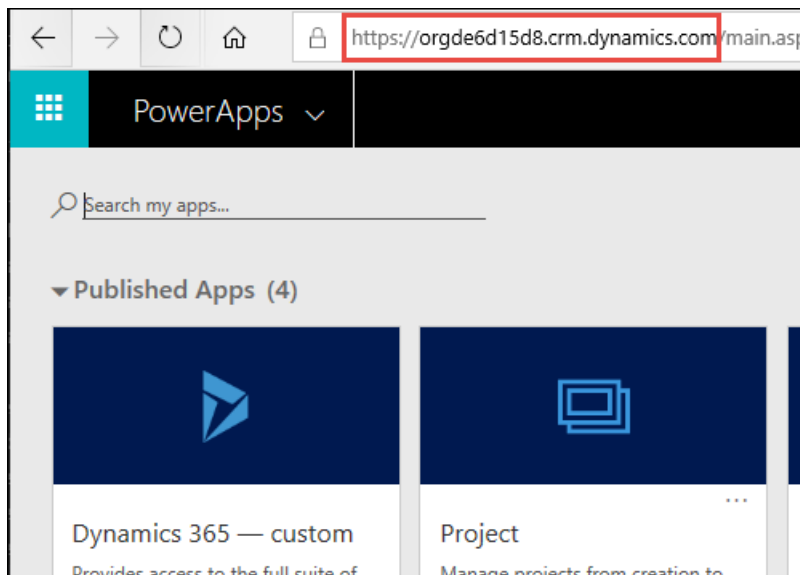 https://orgde6d15d8.crm.dynamics.com/main.asp
PowerApps
Search my apps...
Published Apps (4)
...
Dynamics 365 — custom
Project
Provides access to the full suite of
Manage projects from creation to